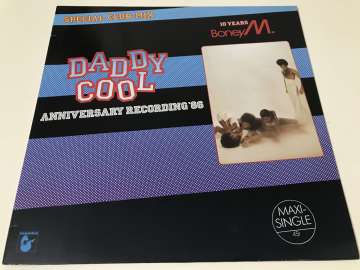 SPECIAL CLUB MIX
10 YEARS
Boney M.
DADDY
COOL
ANNIVERSARY RECORDING '86
MAXI-
SINGLE
45